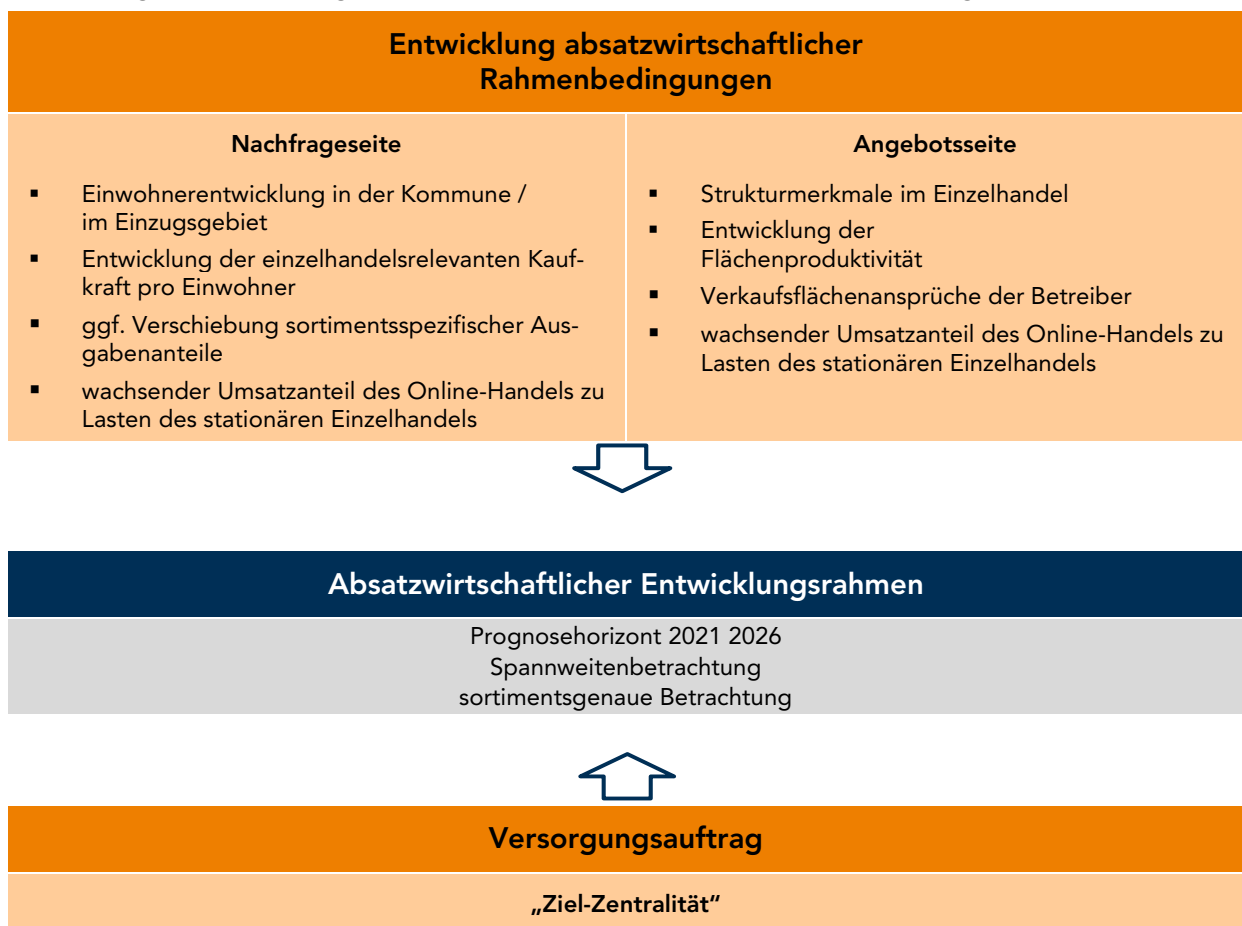 Entwicklung absatzwirtschaftlicher
Rahmenbedingungen
Nachfrageseite
▪ Einwohnerentwicklung in der Kommune /
im Einzugsgebiet
▪ Entwicklung der einzelhandelsrelevanten Kauf-
kraft pro Einwohner
▪ ggf. Verschiebung sortimentsspezifischer Aus-
gabenanteile
▪ wachsender Umsatzanteil des Online-Handels zu
Lasten des stationären Einzelhandels
Angebotsseite
▪ Strukturmerkmale im Einzelhandel
▪ Entwicklung der
Flächenproduktivität
▪ Verkaufsflächenansprüche der Betreiber
▪ wachsender Umsatzanteil des Online-Handels zu
Lasten des stationären Einzelhandels
Absatzwirtschaftlicher Entwicklungsrahmen
Prognosehorizont 2021 2026
Spannweitenbetrachtung
sortimentsgenaue Betrachtung
Versorgungsauftrag
„Ziel-Zentralität“